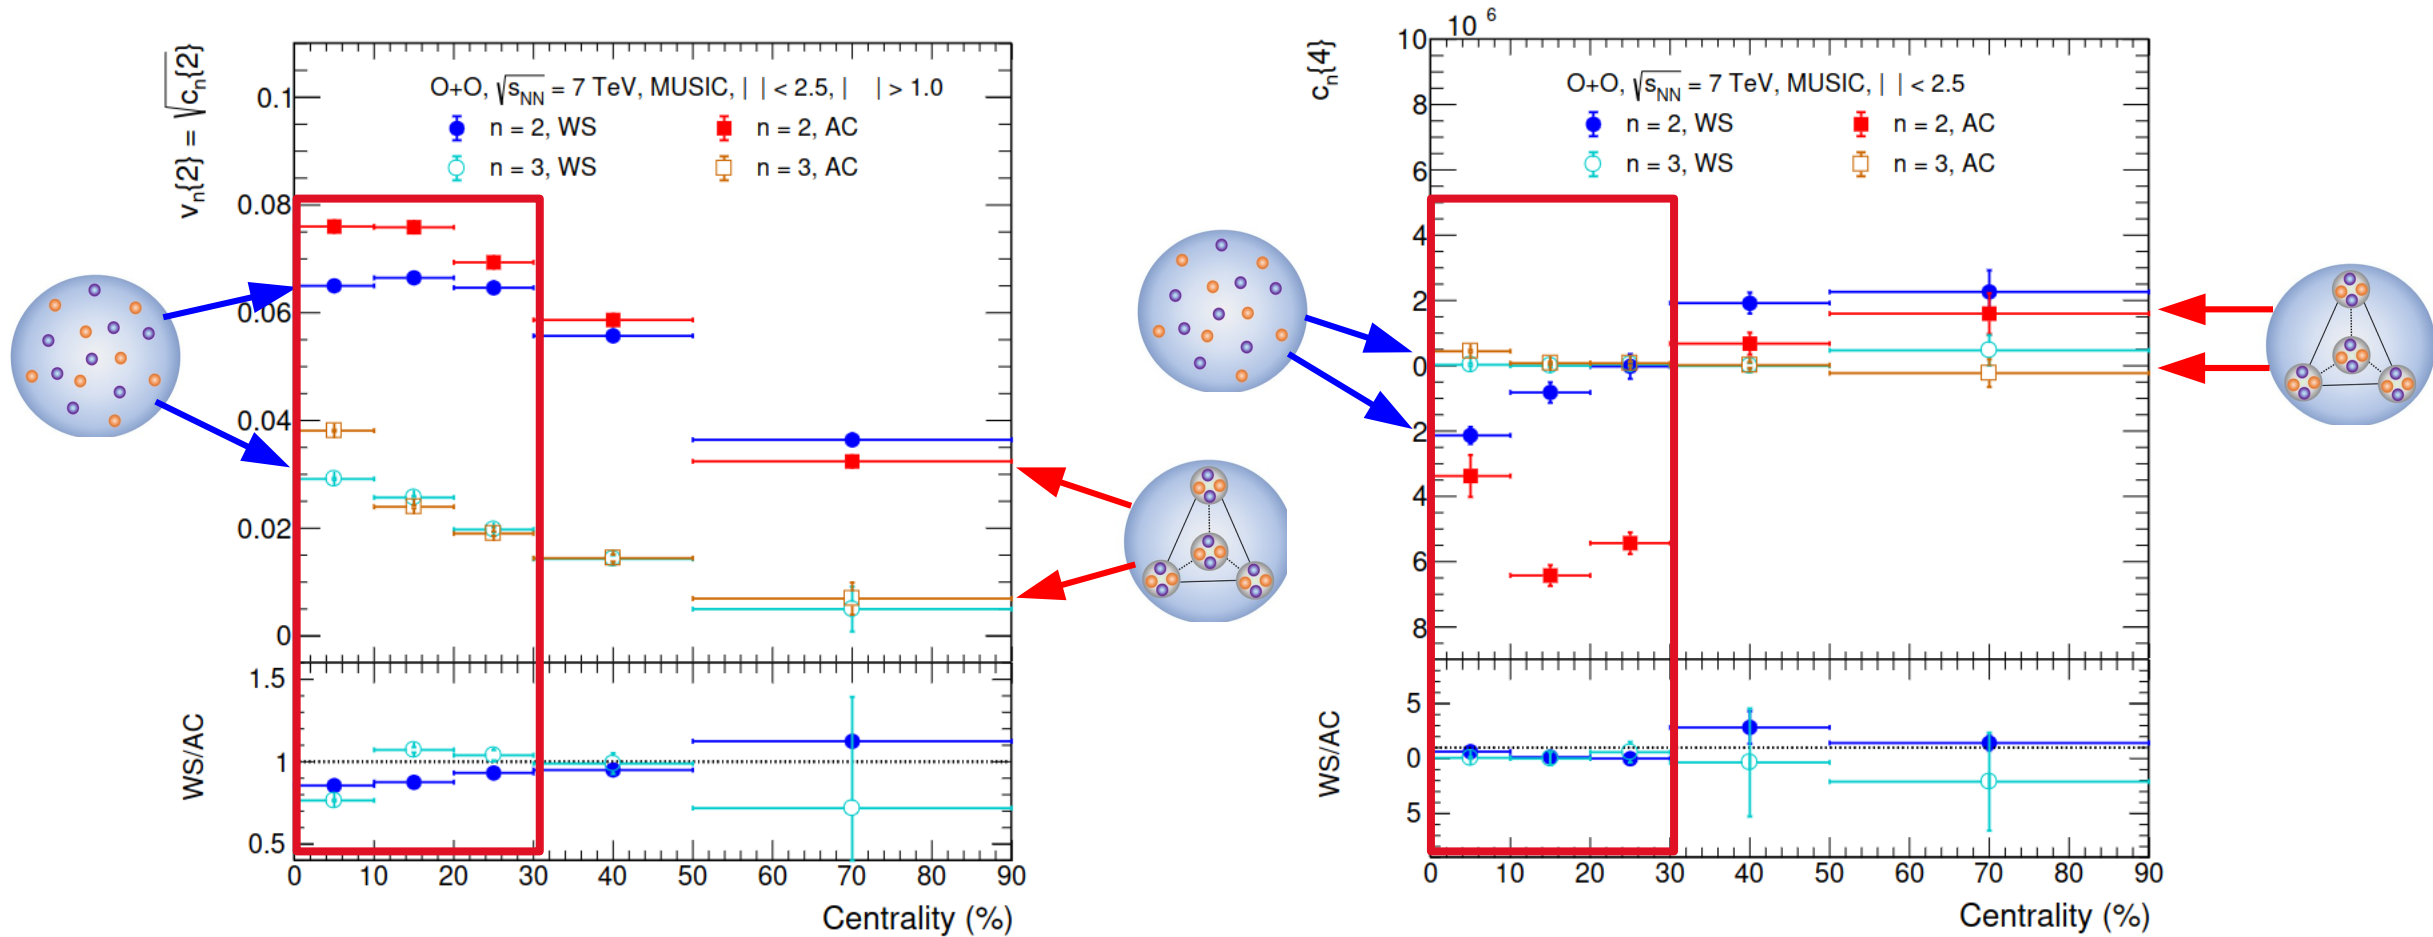 v_n{2} = √c_n{2}
O+O, √s_NN = 7 TeV, MUSIC, | | < 2.5, | | > 1.0
n = 2, WS
n = 2, AC
n = 3, WS
n = 3, AC
0.1
0.08
0.06
0.04
0.02
0
WS/AC
1.5
1
0.5
0 10 20 30 40 50 60 70 80 90
Centrality (%)
c_n{4}
10 6
O+O, √s_NN = 7 TeV, MUSIC, | | < 2.5
n = 2, WS
n = 2, AC
n = 3, WS
n = 3, AC
10
8
6
4
2
0
2
4
6
8
WS/AC
5
0
5
0 10 20 30 40 50 60 70 80 90
Centrality (%)